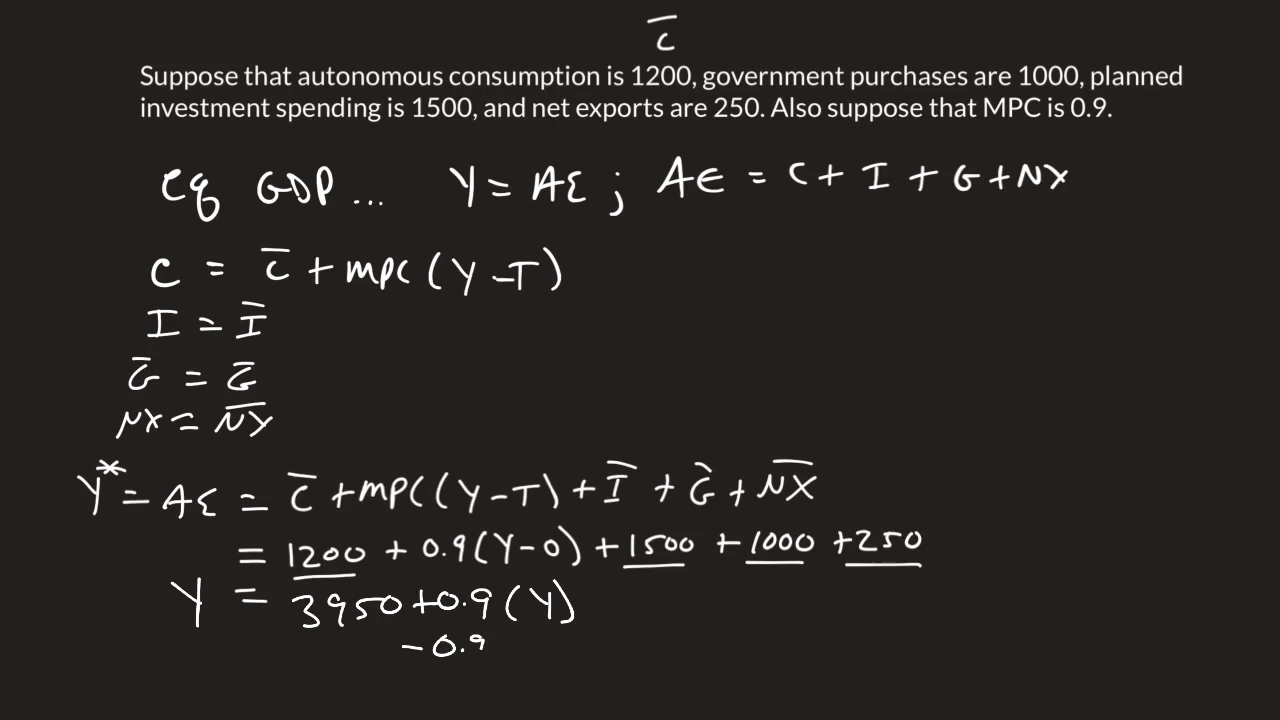 c̅
Suppose that autonomous consumption is 1200, government purchases are 1000, planned
investment spending is 1500, and net exports are 250. Also suppose that MPC is 0.9.
eq GDP... Y = AE ; AE = C + I + G + NX
C = c̅ + mpc (Y - T)
I = I̅
G̅ = G̅
NX = N̅X̅
Y* = AE = c̅ + mpc (Y - T) + I̅ + G̅ + N̅X̅
= 1200 + 0.9 (Y - 0) + 1500 + 1000 + 250
Y = 3950 + 0.9 (Y)
- 0.9